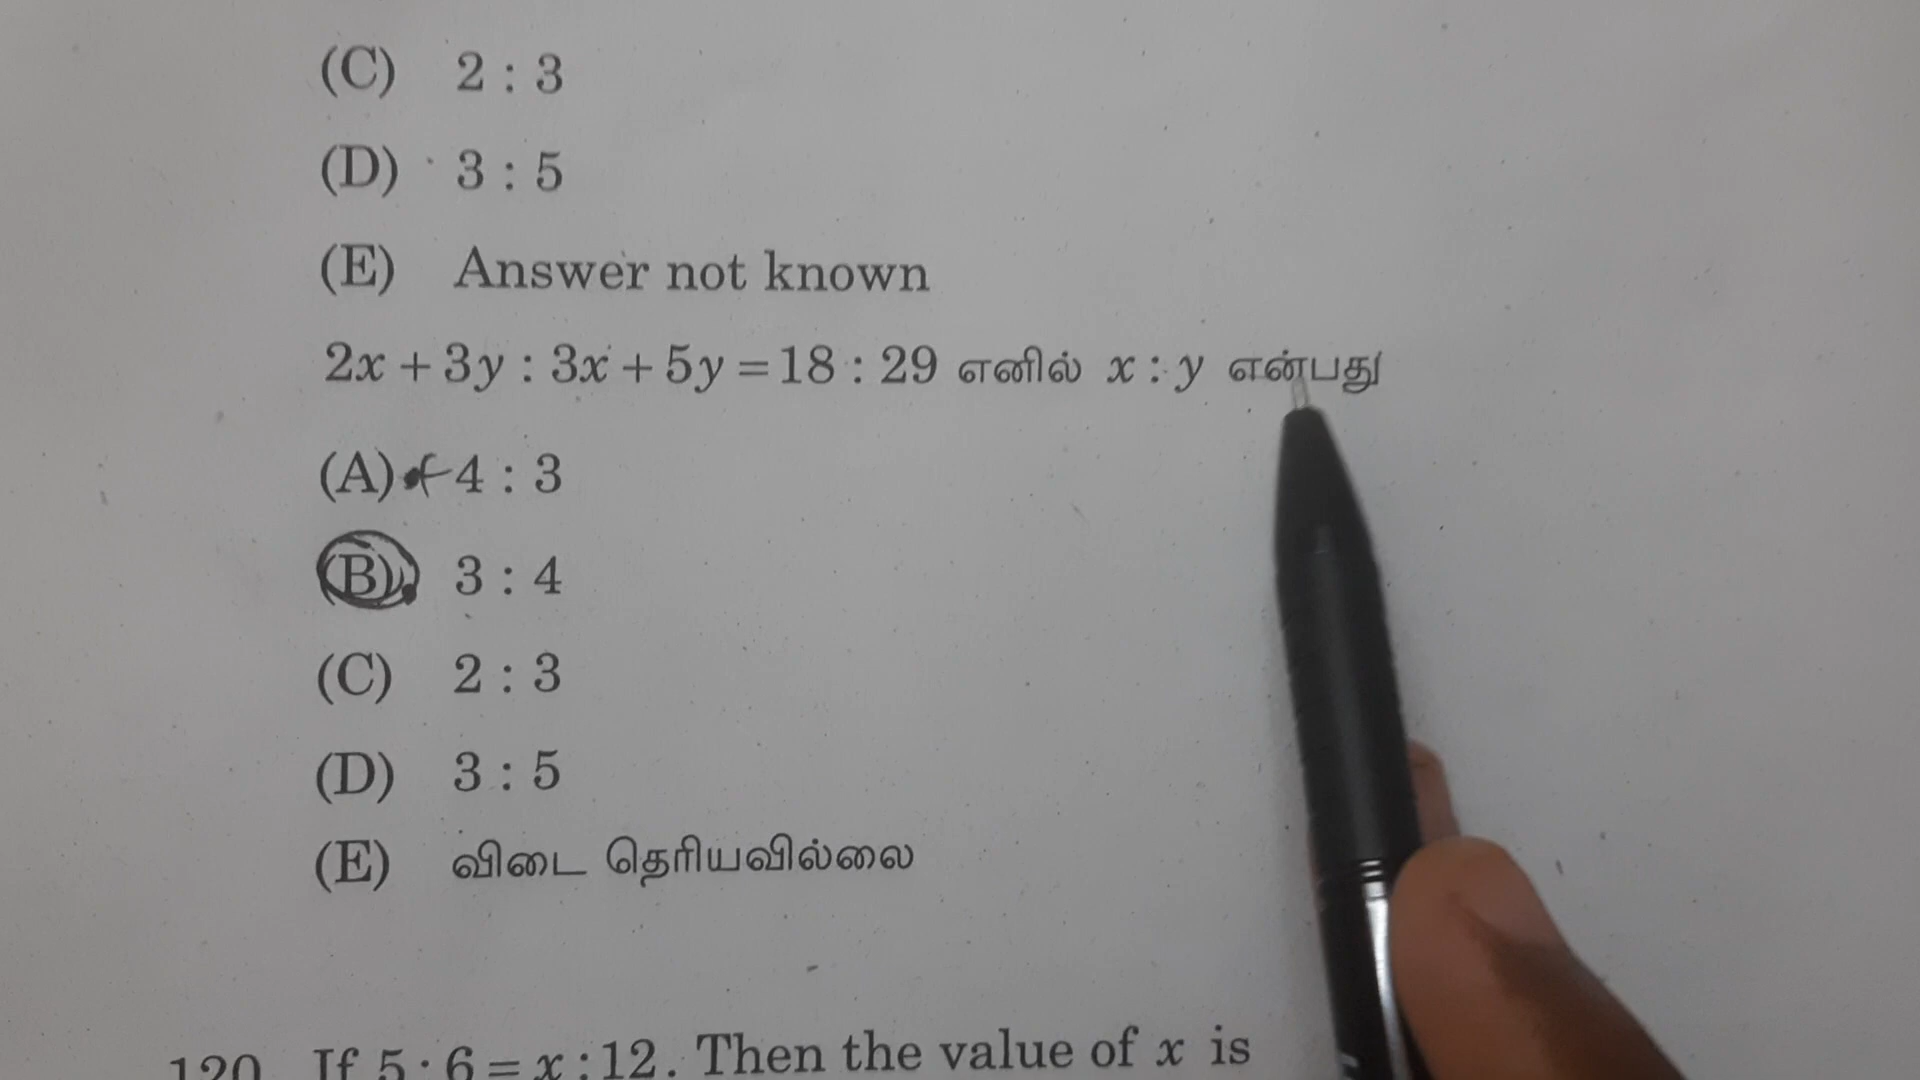 (C) 2 : 3
(D) 3 : 5
(E) Answer not known
2x + 3y : 3x + 5y = 18 : 29 எனில் x : y என்பது
(A) 4 : 3
(B) 3 : 4
(C) 2 : 3
(D) 3 : 5
(E) விடை தெரியவில்லை
120. If 5 : 6 = x : 12. Then the value of x is